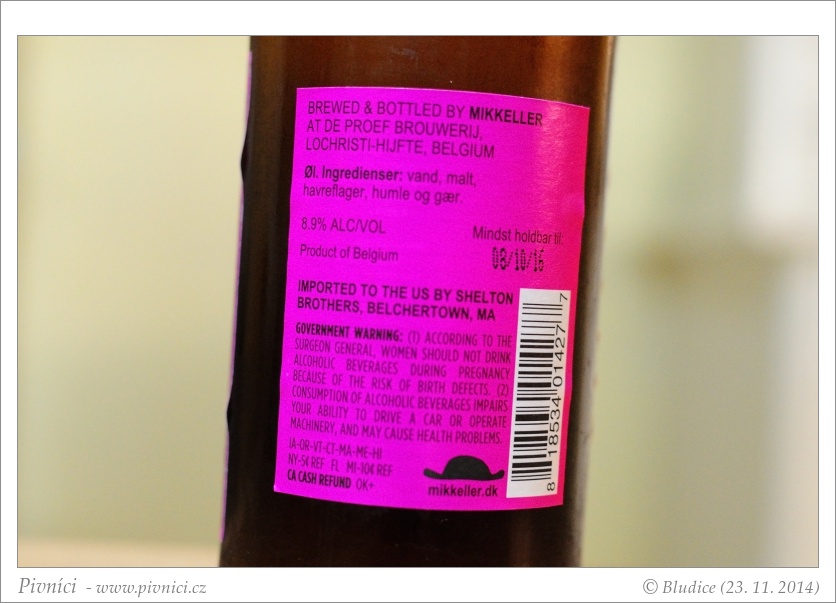 BREWED & BOTTLED BY MIKKELLER
AT DE PROEF BROUWERIJ,
LOCHRISTI-HIJFTE, BELGIUM
Øl. Ingredienser: vand, malt,
havreflager, humle og gær.
8.9% ALC/VOL
Product of Belgium
Mindst holdbar til:
08/10/16
IMPORTED TO THE US BY SHELTON
BROTHERS, BELCHERTOWN, MA
GOVERNMENT WARNING: (1) ACCORDING TO THE
SURGEON GENERAL, WOMEN SHOULD NOT DRINK
ALCOHOLIC BEVERAGES DURING PREGNANCY
BECAUSE OF THE RISK OF BIRTH DEFECTS. (2)
CONSUMPTION OF ALCOHOLIC BEVERAGES IMPAIRS
YOUR ABILITY TO DRIVE A CAR OR OPERATE
MACHINERY, AND MAY CAUSE HEALTH PROBLEMS.
IA-OR-VT-CT-MA-ME-HI
NY-5¢ REF FL MI-10¢ REF
CA CASH REFUND OK+
mikkeller.dk
8 18534 01427 7
Pivníci - www.pivnici.cz
© Bludice (23. 11. 2014)